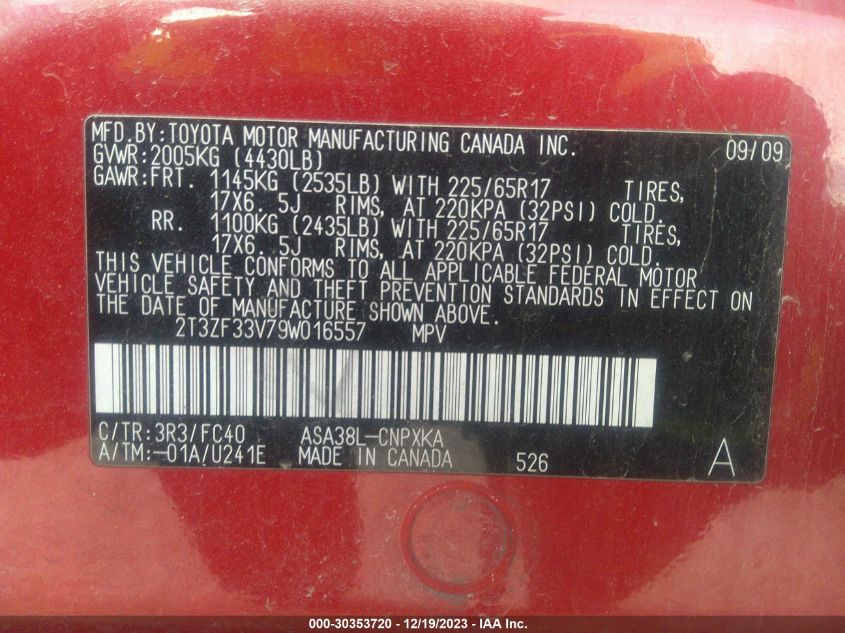 MFD.BY:TOYOTA MOTOR MANUFACTURING CANADA INC. 09/09
GVWR:2005KG (4430LB)
GAWR:FRT. 1145KG (2535LB) WITH 225/65R17 TIRES,
17X6.5J RIMS, AT 220KPA (32PSI) COLD.
RR. 1100KG (2435LB) WITH 225/65R17 TIRES,
17X6.5J RIMS, AT 220KPA (32PSI) COLD.
THIS VEHICLE CONFORMS TO ALL APPLICABLE FEDERAL MOTOR
VEHICLE SAFETY AND THEFT PREVENTION STANDARDS IN EFFECT ON
THE DATE OF MANUFACTURE SHOWN ABOVE.
2T3ZF33V79W016557 MPV
C/TR:3R3/FC40 ASA38L-CNPXKA
A/TM:-01A/U241E MADE IN CANADA 526 A
000-30353720 - 12/19/2023 - IAA Inc.